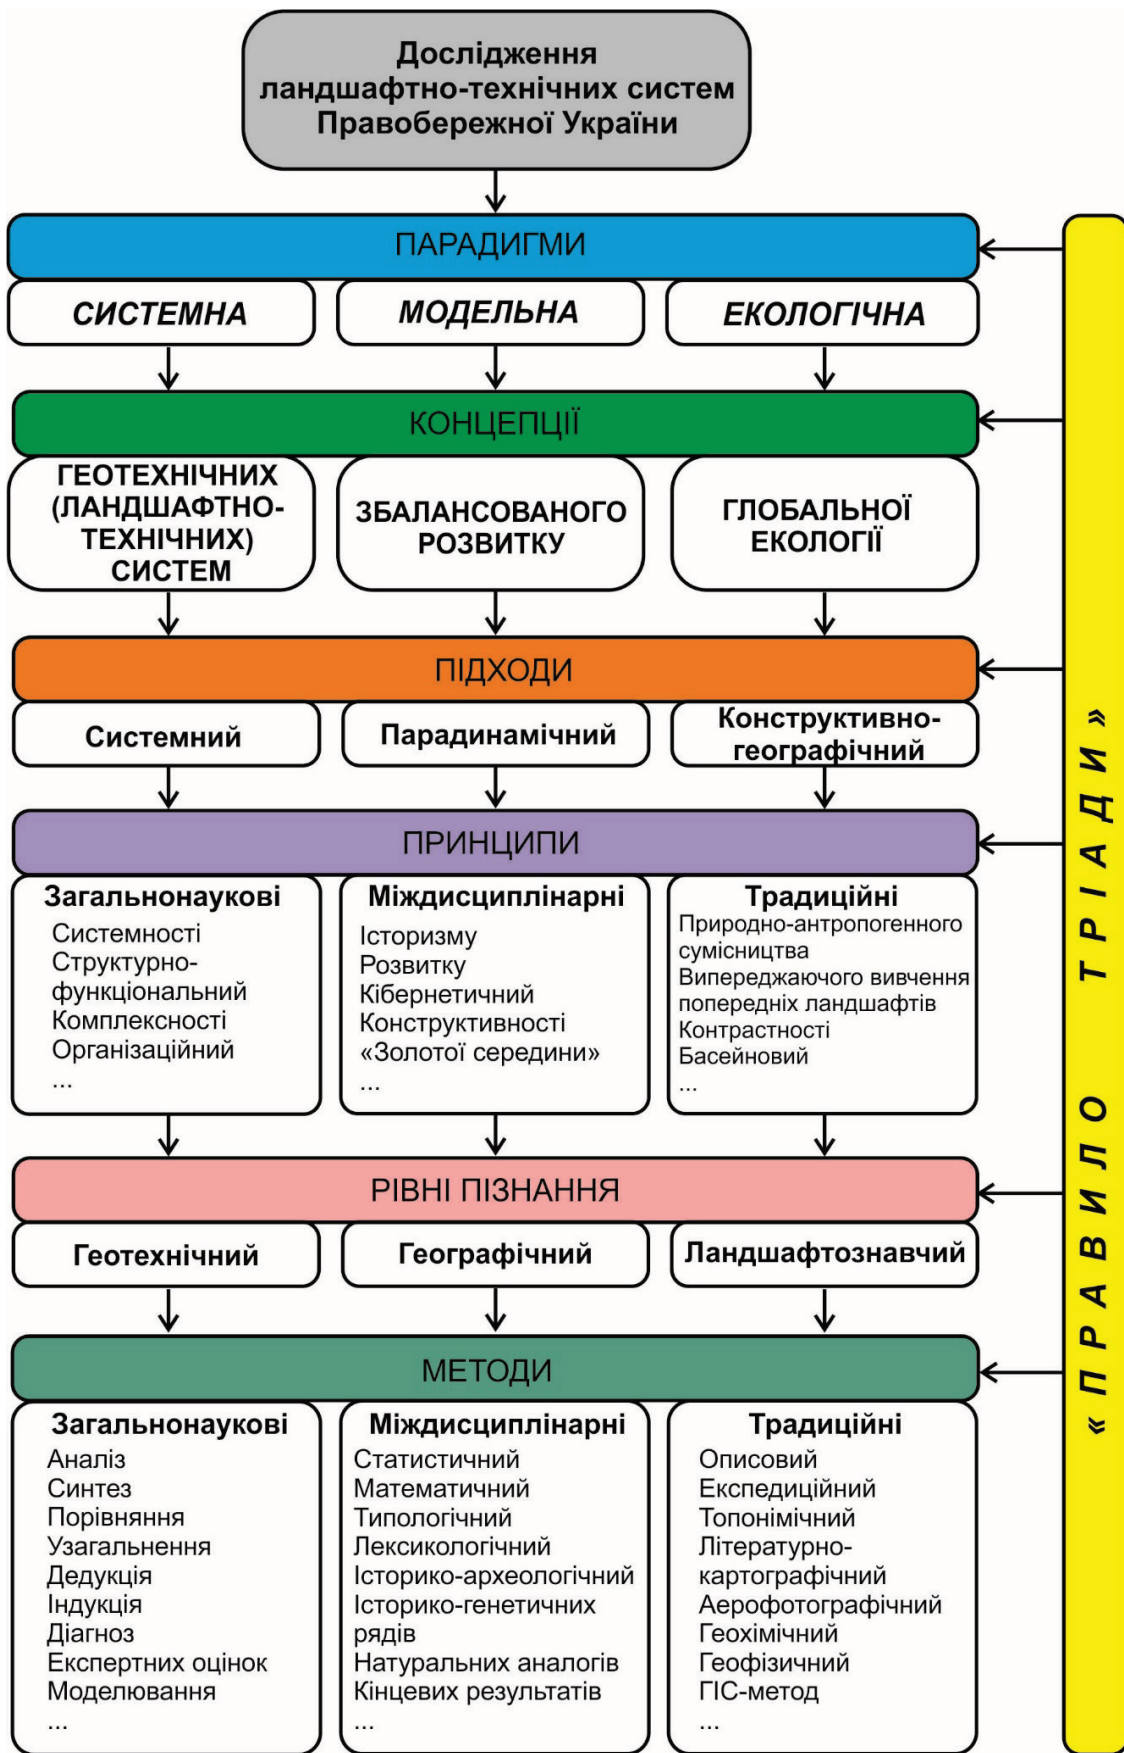 Дослідження
ландшафтно-технічних систем
Правобережної України
ПАРАДИГМИ
СИСТЕМНА
МОДЕЛЬНА
ЕКОЛОГІЧНА
КОНЦЕПЦІЇ
ГЕОТЕХНІЧНИХ
(ЛАНДШАФТНО-
ТЕХНІЧНИХ)
СИСТЕМ
ЗБАЛАНСОВАНОГО
РОЗВИТКУ
ГЛОБАЛЬНОЇ
ЕКОЛОГІЇ
ПІДХОДИ
Системний
Парадинамічний
Конструктивно-
географічний
ПРИНЦИПИ
Загальнонаукові
Системності
Структурно-
функціональний
Комплексності
Організаційний
...
Міждисциплінарні
Історизму
Розвитку
Кібернетичний
Конструктивності
«Золотої середини»
...
Традиційні
Природно-антропогенного
сумісництва
Випереджаючого вивчення
попередніх ландшафтів
Контрастності
Басейновий
...
РІВНІ ПІЗНАННЯ
Геотехнічний
Географічний
Ландшафтознавчий
МЕТОДИ
Загальнонаукові
Аналіз
Синтез
Порівняння
Узагальнення
Дедукція
Індукція
Діагноз
Експертних оцінок
Моделювання
...
Міждисциплінарні
Статистичний
Математичний
Типологічний
Лексикологічний
Історико-археологічний
Історико-генетичних
рядів
Натуральних аналогів
Кінцевих результатів
...
Традиційні
Описовий
Експедиційний
Топонімічний
Літературно-
картографічний
Аерофотографічний
Геохімічний
Геофізичний
ГІС-метод
...
«ПРАВИЛО ТРІАДИ»